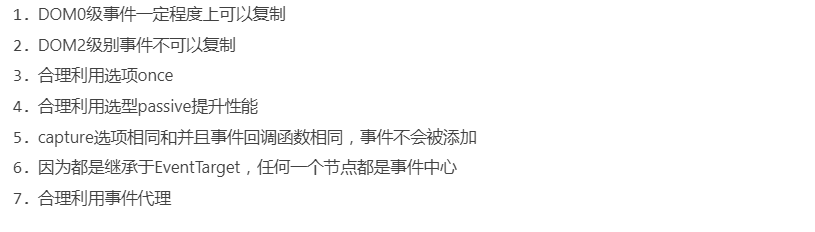 1. DOM0级事件一定程度上可以复制
2. DOM2级别事件不可以复制
3. 合理利用选项once
4. 合理利用选型passive提升性能
5. capture选项相同和并且事件回调函数相同，事件不会被添加
6. 因为都是继承于EventTarget，任何一个节点都是事件中心
7. 合理利用事件代理